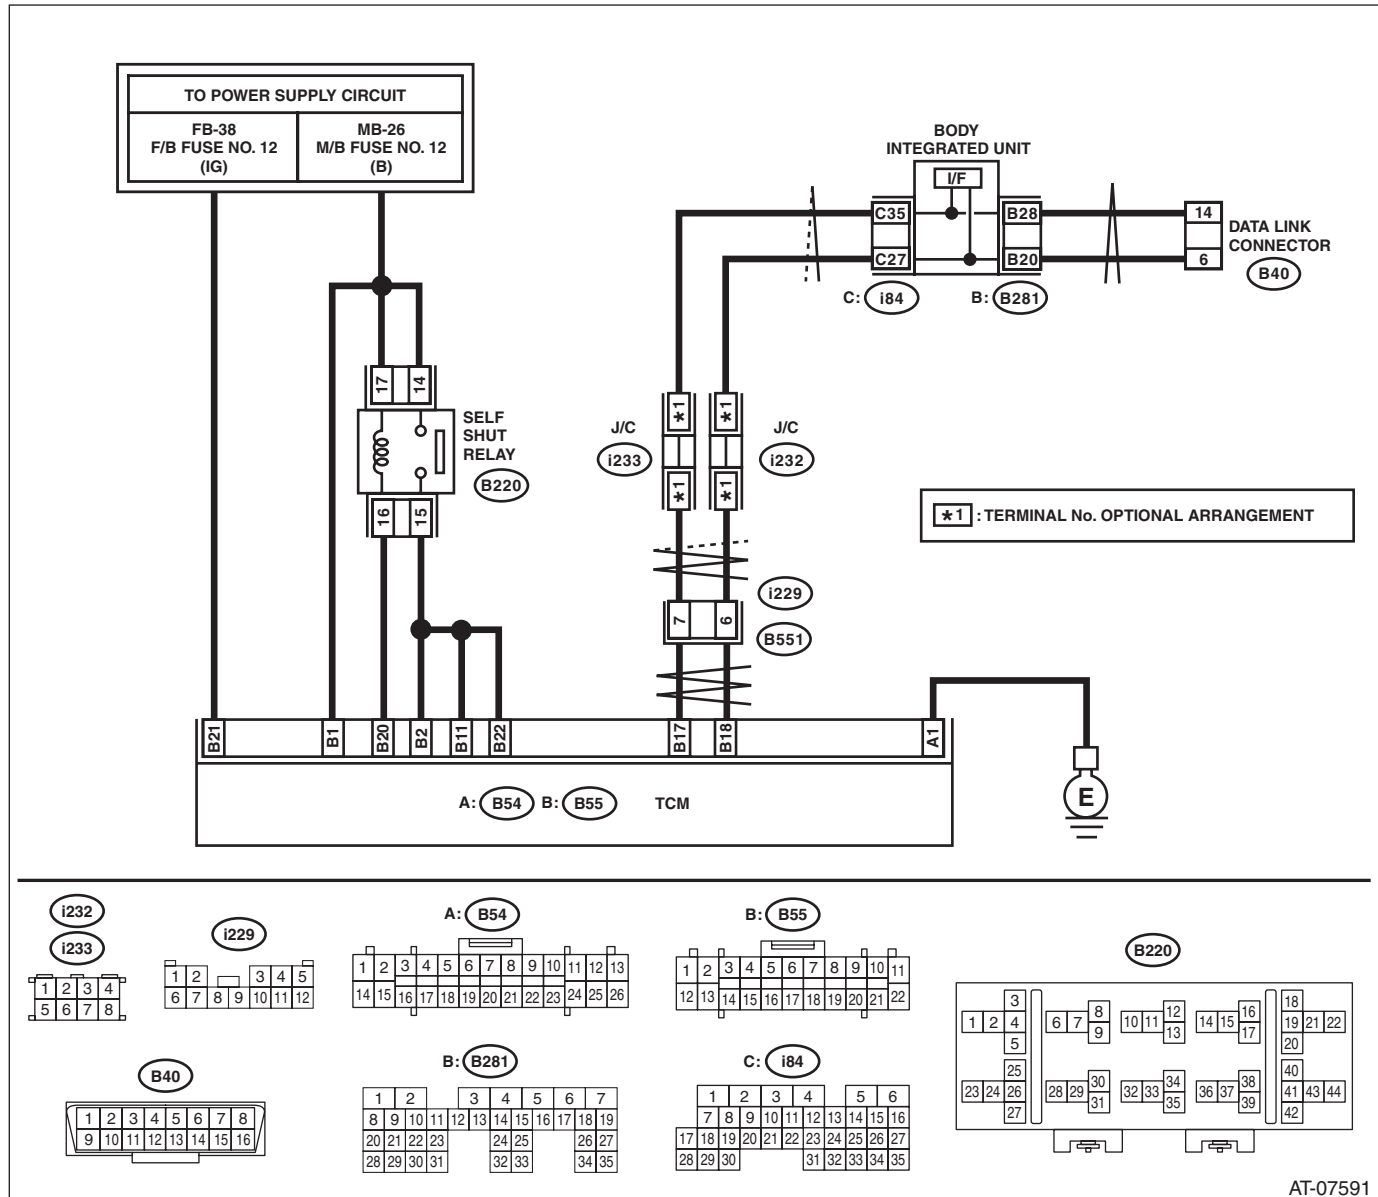 TO POWER SUPPLY CIRCUIT
FB-38
F/B FUSE NO. 12
(IG)
MB-26
M/B FUSE NO. 12
(B)
BODY
INTEGRATED UNIT
I/F
C35 B28 14
C27 B20 6
DATA LINK
CONNECTOR
B40
C: i84 B: B281
17 14
SELF
SHUT
RELAY
B220
16 15
*1 *1
J/C
i233
J/C
i232
*1 *1
*1 : TERMINAL No. OPTIONAL ARRANGEMENT
i229
7 6
B551
B21 B1 B20 B2 B11 B22 B17 B18 A1
A: B54 B: B55 TCM
E
i232
i233
1 2 3 4
5 6 7 8
i229
1 2 3 4 5
6 7 8 9 10 11 12
A: B54
1 2 3 4 5 6 7 8 9 10 11 12 13
14 15 16 17 18 19 20 21 22 23 24 25 26
B: B55
1 2 3 4 5 6 7 8 9 10 11
12 13 14 15 16 17 18 19 20 21 22
B220
3 8 12 16 18
1 2 4 6 7 10 11 14 15 19 21 22
5 9 13 17 20
25 30 34 38 40
23 24 26 28 29 32 33 36 37 41 43 44
27 31 35 39 42
B40
1 2 3 4 5 6 7 8
9 10 11 12 13 14 15 16
B: B281
1 2 3 4 5 6 7
8 9 10 11 12 13 14 15 16 17 18 19
20 21 22 23 24 25 26 27
28 29 30 31 32 33 34 35
C: i84
1 2 3 4 5 6
7 8 9 10 11 12 13 14 15 16
17 18 19 20 21 22 23 24 25 26 27
28 29 30 31 32 33 34 35
AT-07591